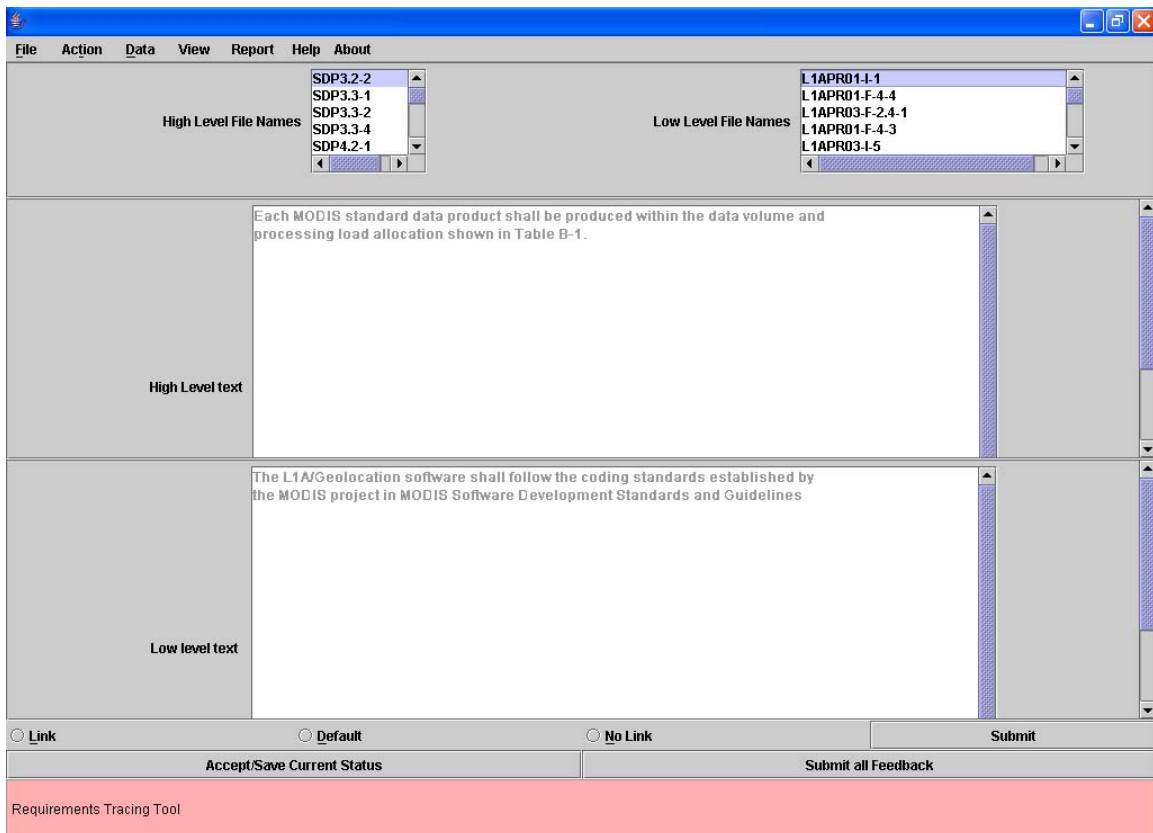 File Action Data View Report Help About
High Level File Names
SDP3.2-2
SDP3.3-1
SDP3.3-2
SDP3.3-4
SDP4.2-1
Low Level File Names
L1APR01-I-1
L1APR01-F-4-4
L1APR03-F-2.4-1
L1APR01-F-4-3
L1APR03-I-5
High Level text
Each MODIS standard data product shall be produced within the data volume and
processing load allocation shown in Table B-1.
Low level text
The L1A/Geolocation software shall follow the coding standards established by
the MODIS project in MODIS Software Development Standards and Guidelines
Link Default No Link Submit
Accept/Save Current Status Submit all Feedback
Requirements Tracing Tool